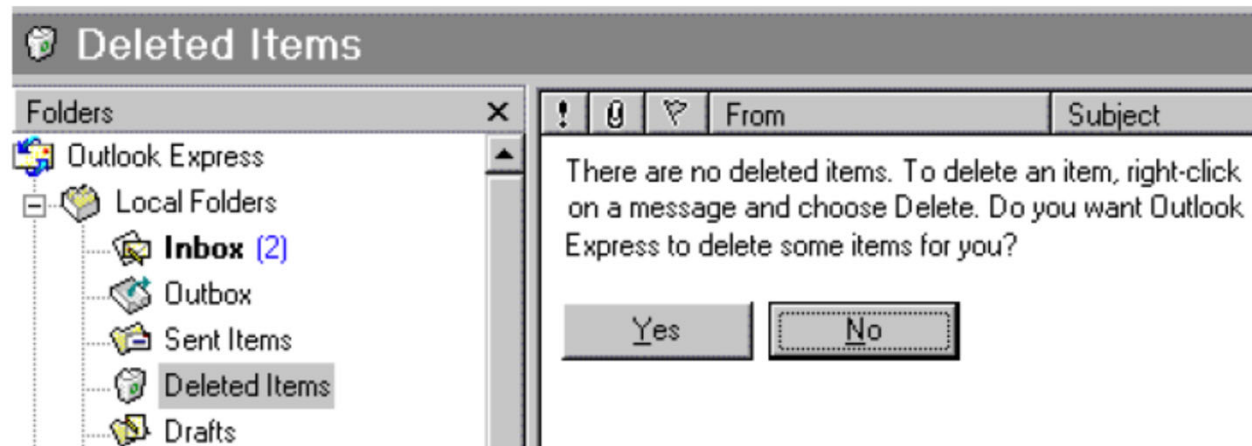 Deleted Items
Folders
Outlook Express
Local Folders
Inbox (2)
Outbox
Sent Items
Deleted Items
Drafts
! From Subject
There are no deleted items. To delete an item, right-click
on a message and choose Delete. Do you want Outlook
Express to delete some items for you?
Yes No